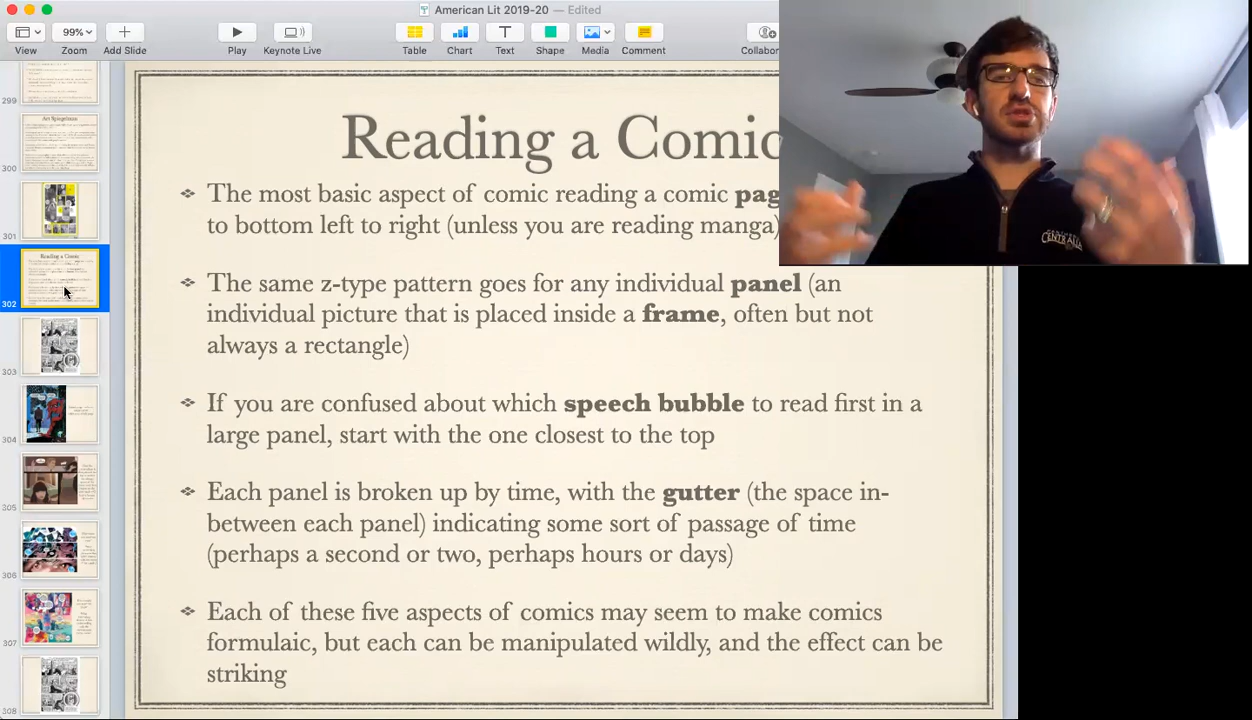 American Lit 2019-20 — Edited
99%
View
Zoom
Add Slide
Play
Keynote Live
Table
Chart
Text
Shape
Media
Comment
Reading a Comic
The most basic aspect of comic reading a comic
to bottom left to right (unless you are reading manga)
The same z-type pattern goes for any individual panel (an
individual picture that is placed inside a frame, often but not
always a rectangle)
If you are confused about which speech bubble to read first in a
large panel, start with the one closest to the top
Each panel is broken up by time, with the gutter (the space in-
between each panel) indicating some sort of passage of time
(perhaps a second or two, perhaps hours or days)
Each of these five aspects of comics may seem to make comics
formulaic, but each can be manipulated wildly, and the effect can be
striking
299
Art Spiegelman
300
301
Reading a Comic
302
303
304
305
306
307
308